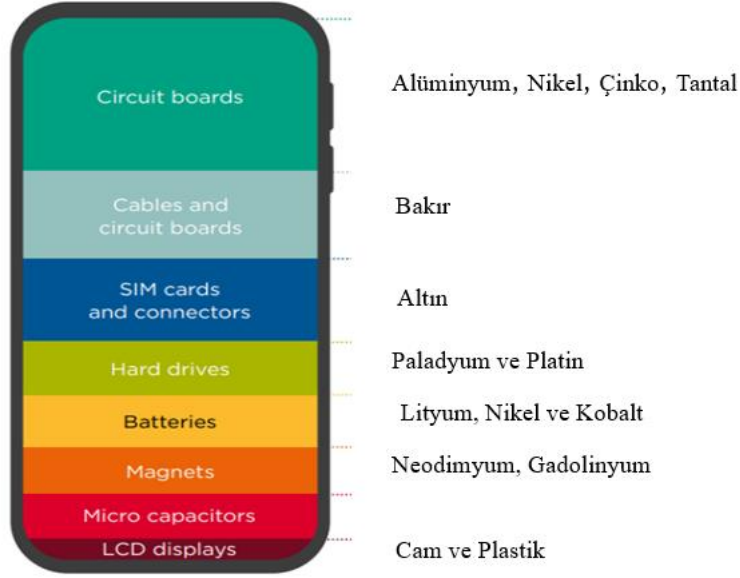 Circuit boards
Alüminyum, Nikel, Çinko, Tantal
Cables and
circuit boards
Bakır
SIM cards
and connectors
Altın
Hard drives
Paladyum ve Platin
Batteries
Lityum, Nikel ve Kobalt
Magnets
Neodimyum, Gadolinyum
Micro capacitors
LCD displays
Cam ve Plastik